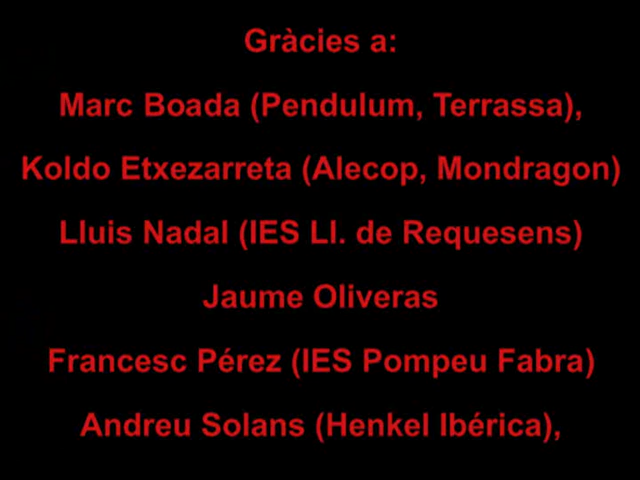 Gràcies a:
Marc Boada (Pendulum, Terrassa),
Koldo Etxezarreta (Alecop, Mondragon)
Lluis Nadal (IES Ll. de Requesens)
Jaume Oliveras
Francesc Pérez (IES Pompeu Fabra)
Andreu Solans (Henkel Ibérica),